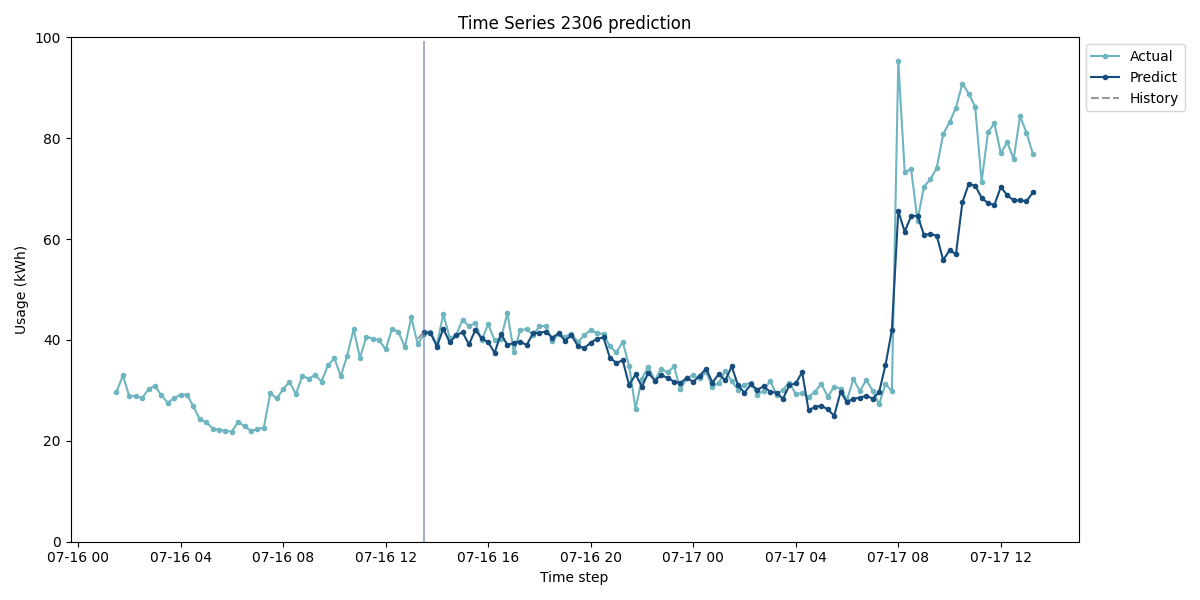 Time Series 2306 prediction
100
80
60
40
20
0
Usage (kWh)
07-16 00 07-16 04 07-16 08 07-16 12 07-16 16 07-16 20 07-17 00 07-17 04 07-17 08 07-17 12
Time step
Actual
Predict
History